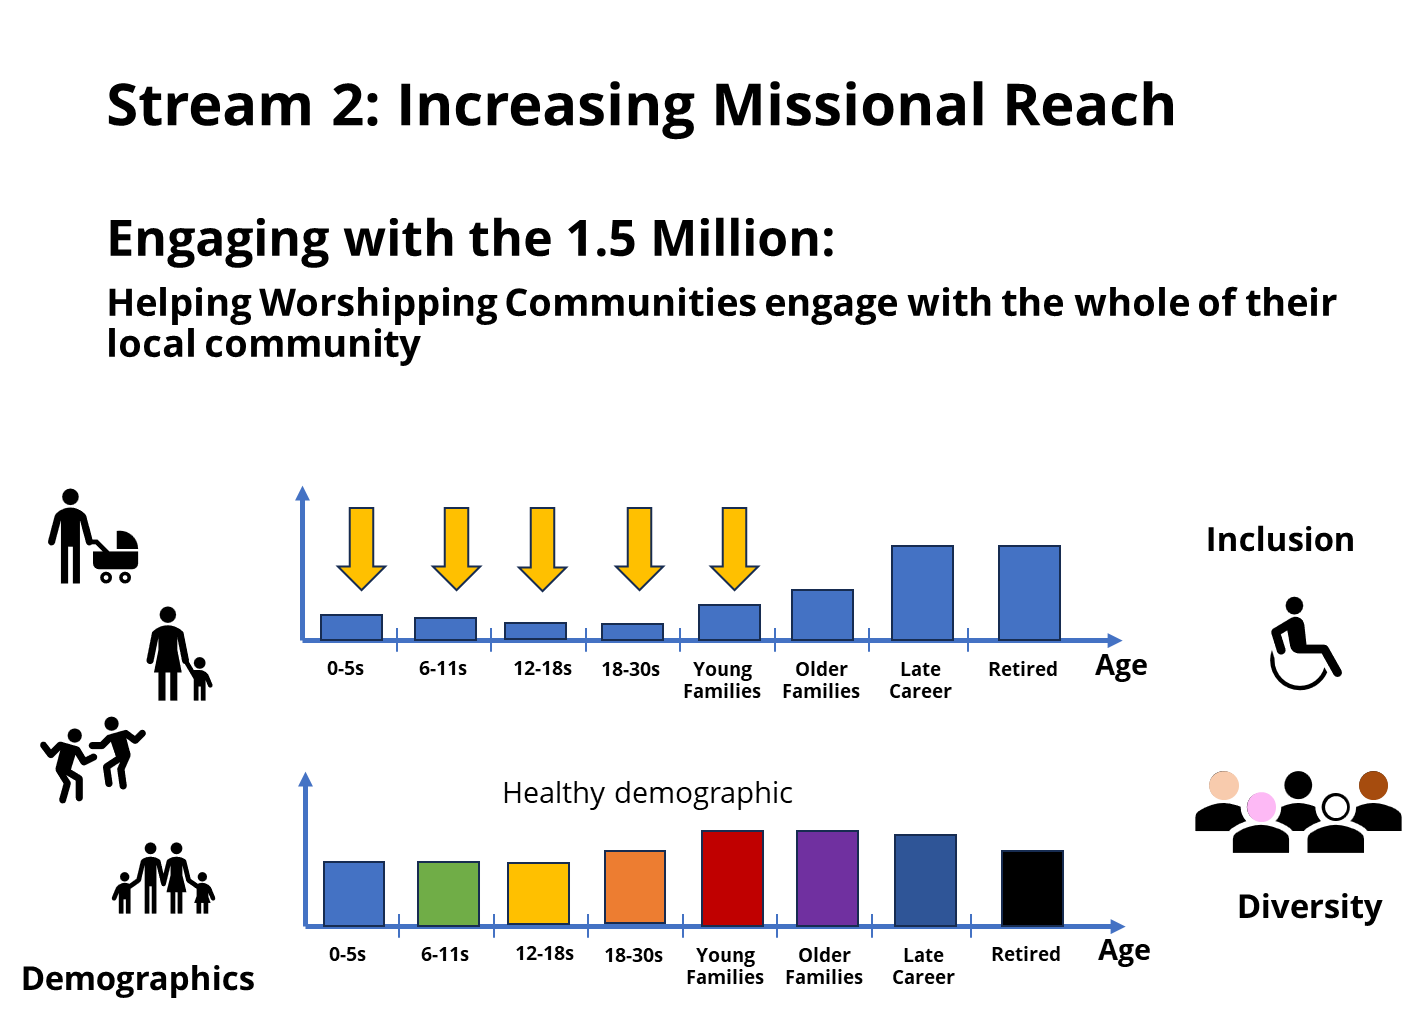 Stream 2: Increasing Missional Reach
Engaging with the 1.5 Million:
Helping Worshipping Communities engage with the whole of their
local community
Inclusion
0-5s
6-11s
12-18s
18-30s
Young
Families
Older
Families
Late
Career
Retired
Age
Healthy demographic
Diversity
0-5s
6-11s
12-18s
18-30s
Young
Families
Older
Families
Late
Career
Retired
Age
Demographics